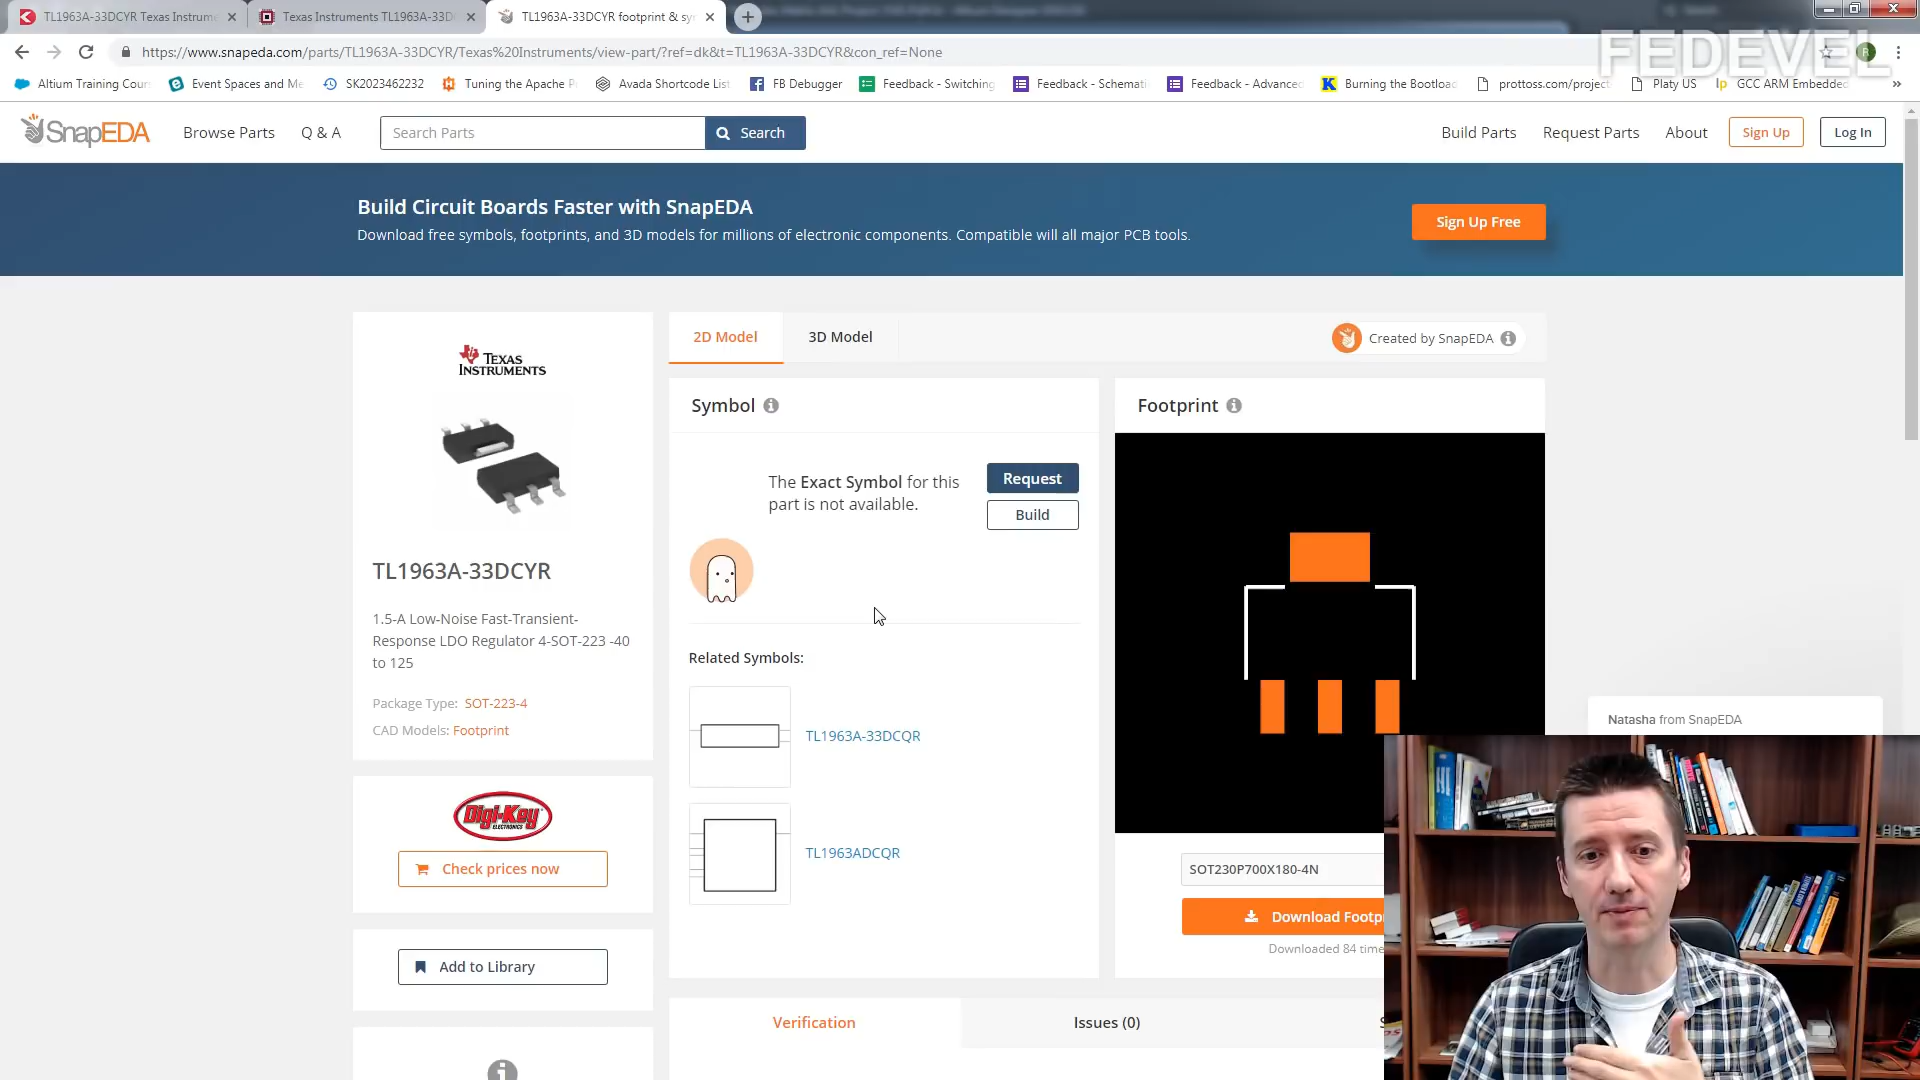 TL1963A-33DCYR Texas Instrume
Texas Instruments TL1963A-33D
TL1963A-33DCYR footprint & sy
https://www.snapeda.com/parts/TL1963A-33DCYR/Texas%20Instruments/view-part/?ref=dk&t=TL1963A-33DCYR&con_ref=None
FEDEVEL
R
Altium Training Cour
Event Spaces and Me
SK2023462232
Tuning the Apache P
Avada Shortcode List
FB Debugger
Feedback - Switching
Feedback - Schemati
Feedback - Advanced
Burning the Bootload
prottoss.com/project
Platy US
GCC ARM Embedded
SnapEDA
Browse Parts
Q & A
Search Parts
Search
Build Parts
Request Parts
About
Sign Up
Log In
Build Circuit Boards Faster with SnapEDA
Download free symbols, footprints, and 3D models for millions of electronic components. Compatible will all major PCB tools.
Sign Up Free
TEXAS
INSTRUMENTS
TL1963A-33DCYR
1.5-A Low-Noise Fast-Transient-
Response LDO Regulator 4-SOT-223 -40
to 125
Package Type: SOT-223-4
CAD Models: Footprint
Digi-Key
ELECTRONICS
Check prices now
Add to Library
2D Model
3D Model
Created by SnapEDA
Symbol
The Exact Symbol for this
part is not available.
Request
Build
Related Symbols:
TL1963A-33DCQR
TL1963ADCQR
Footprint
SOT230P700X180-4N
Download Footp
Downloaded 84 time
Natasha from SnapEDA
Verification
Issues (0)